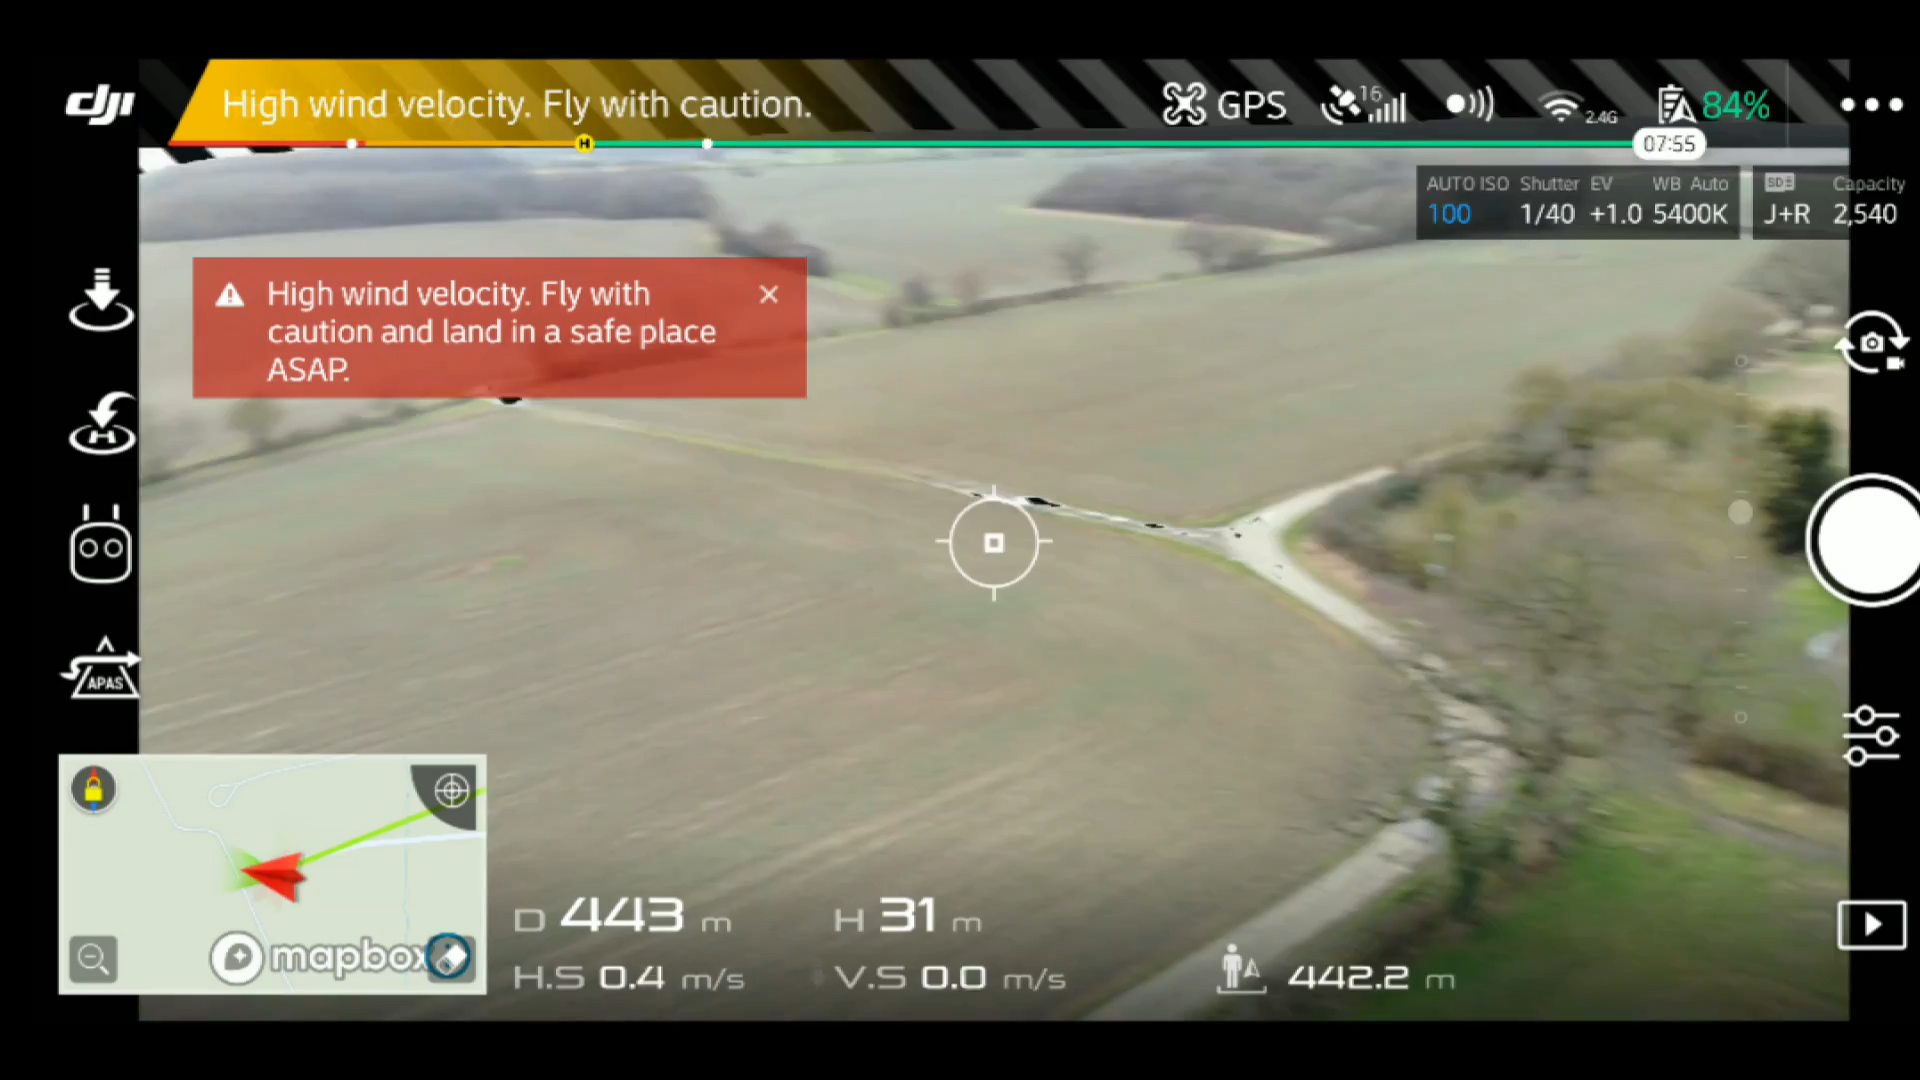 dji
High wind velocity. Fly with caution.
GPS
16
2.4G
84%
H
07:55
AUTO ISO Shutter EV WB Auto
100 1/40 +1.0 5400K
SD Capacity
J+R 2,540
High wind velocity. Fly with
caution and land in a safe place
ASAP.
H
APAS
mapbox
D 443 m
H 31 m
H.S 0.4 m/s
V.S 0.0 m/s
442.2 m